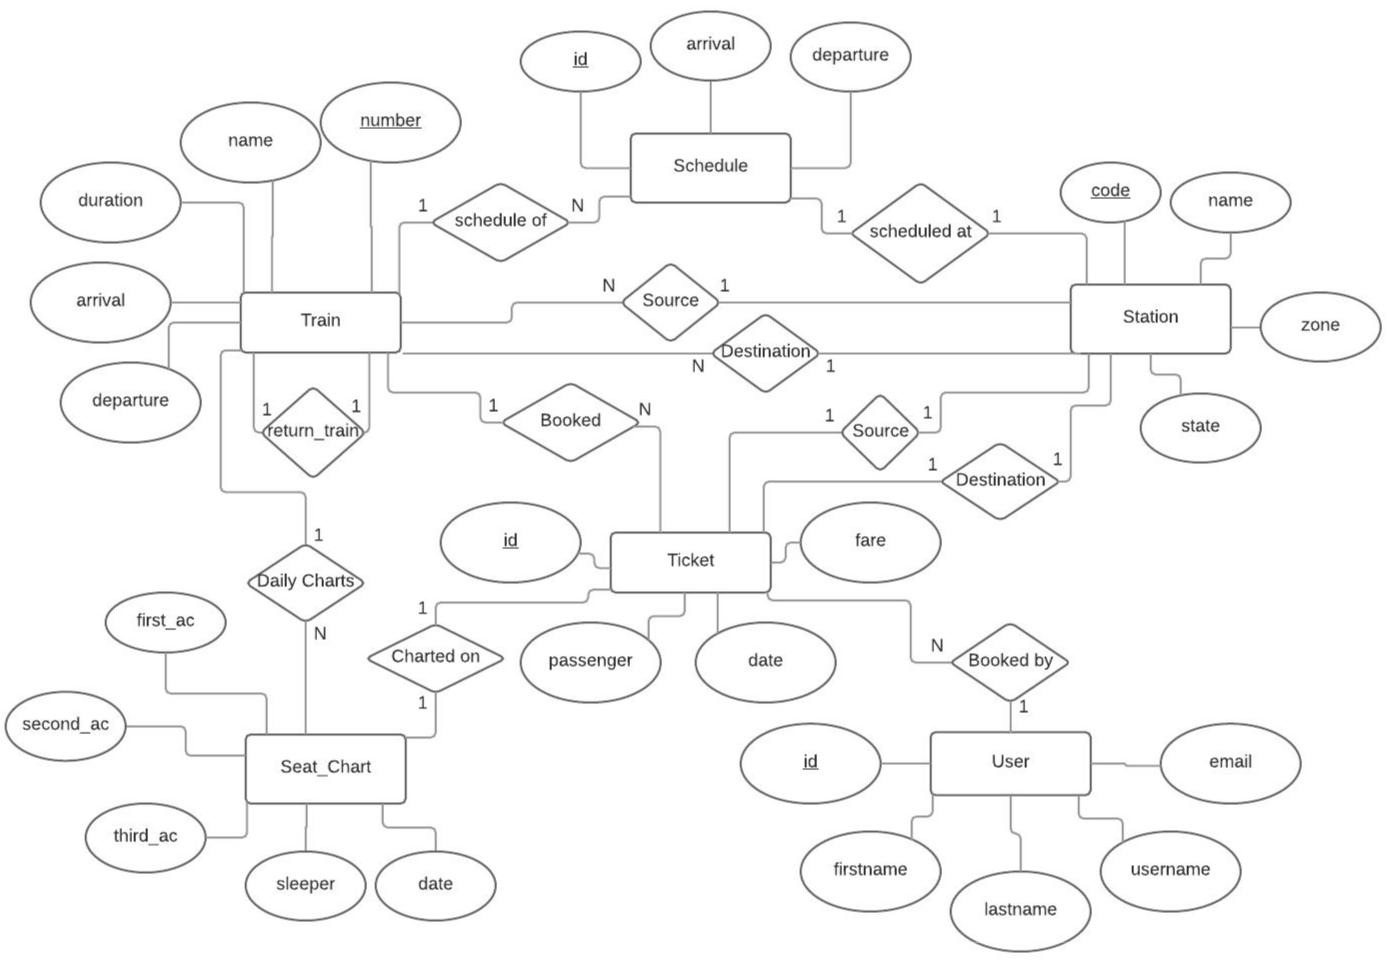 id
arrival
departure
number
name
duration
arrival
departure
Train
1
schedule of
N
Schedule
1
scheduled at
1
code
name
Station
zone
state
N
Source
1
N
Destination
1
1
return_train
1
1
Booked
N
1
Source
1
1
Destination
1
1
Daily Charts
N
id
Ticket
fare
passenger
date
1
Charted on
1
N
Booked by
1
first_ac
second_ac
third_ac
Seat_Chart
sleeper
date
id
User
email
firstname
lastname
username